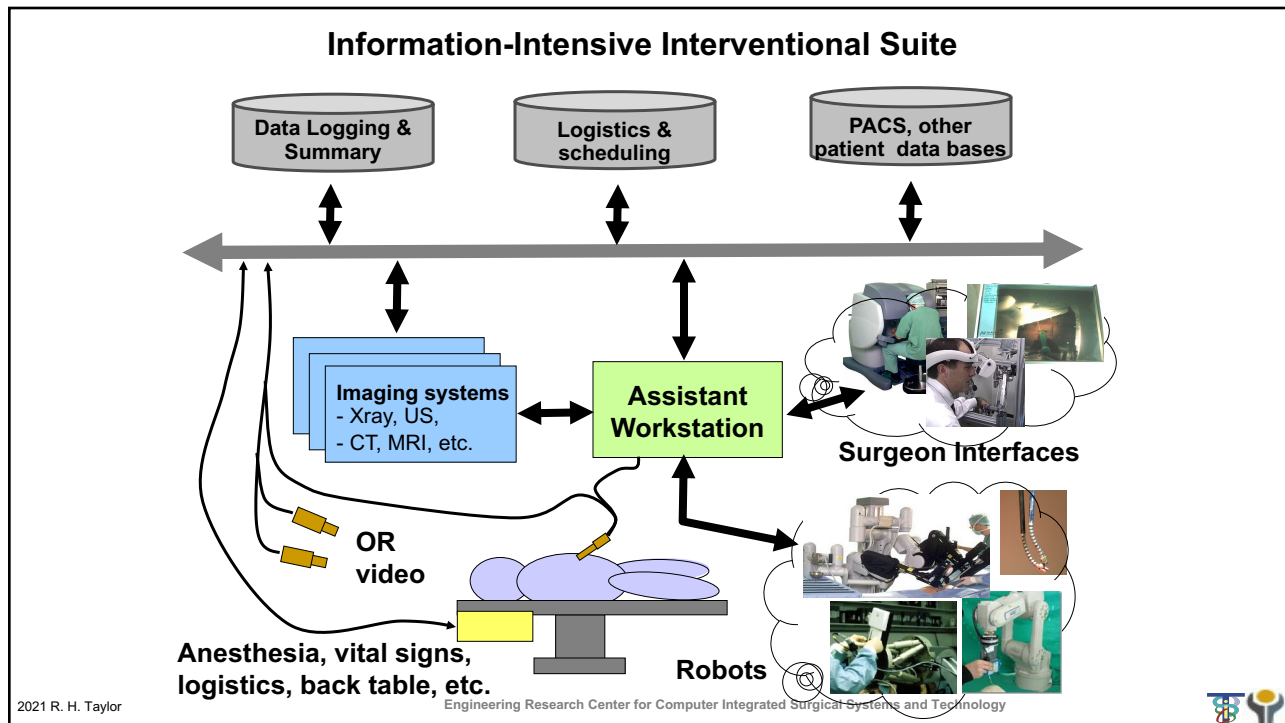 Information-Intensive Interventional Suite
Data Logging &
Summary
Logistics &
scheduling
PACS, other
patient data bases
Imaging systems
- Xray, US,
- CT, MRI, etc.
Assistant
Workstation
Surgeon Interfaces
OR
video
Anesthesia, vital signs,
logistics, back table, etc.
Robots
2021 R. H. Taylor
Engineering Research Center for Computer Integrated Surgical Systems and Technology